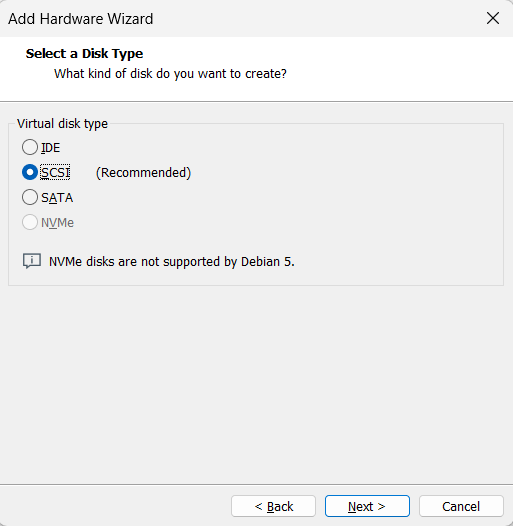 Add Hardware Wizard
Select a Disk Type
What kind of disk do you want to create?
Virtual disk type
IDE
SCSI (Recommended)
SATA
NVMe
NVMe disks are not supported by Debian 5.
< Back Next > Cancel